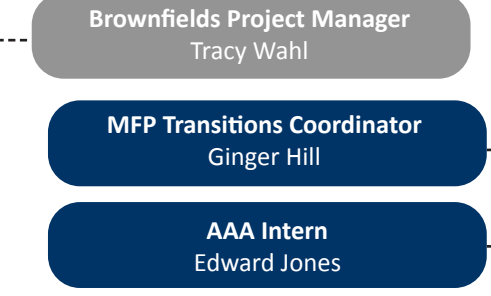 Brownfields Project Manager
Tracy Wahl
MFP Transitions Coordinator
Ginger Hill
AAA Intern
Edward Jones